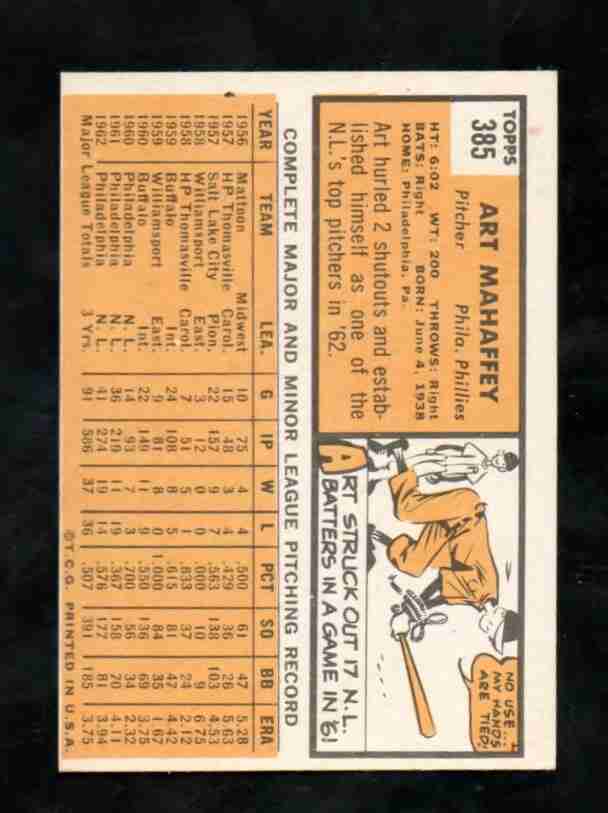 TOPPS
385
ART MAHAFFEY
Pitcher Phila. Phillies
HT: 6:02 WT: 200 THROWS: Right
BATS: Right BORN: June 4, 1938
HOME: Philadelphia, Pa.
Art hurled 2 shutouts and estab-
lished himself as one of the
N.L.'s top pitchers in '62.
NO USE...
MY HANDS
ARE TIED!
ART STRUCK OUT 17 N.L.
BATTERS IN A GAME IN '61
COMPLETE MAJOR AND MINOR LEAGUE PITCHING RECORD
YEAR TEAM LEA. G IP W L PCT SO BB ERA
1956 Mattoon Midwest 10 75 4 4 .500 61 47 5.28
1957 HP Thomasville Carol. 15 48 3 4 .429 36 26 5.63
1957 Salt Lake City Pion. 22 157 9 7 .563 138 103 4.53
1958 Williamsport East. 3 12 0 0 .000 10 9 6.75
1958 HP Thomasville Carol. 7 51 5 1 .833 37 24 2.12
1959 Buffalo Int. 24 108 8 5 .615 81 47 4.42
1959 Williamsport East. 9 81 8 0 1.000 84 35 1.67
1960 Buffalo Int. 22 149 11 9 .550 136 69 3.75
1960 Philadelphia N. L. 14 93 7 3 .700 56 34 2.32
1961 Philadelphia N. L. 36 219 11 19 .367 158 70 4.11
1962 Philadelphia N. L. 41 274 19 14 .576 177 81 3.94
Major League Totals 3 Yrs. 91 586 37 36 .507 391 185 3.75
©T.C.G. PRINTED IN U.S.A.